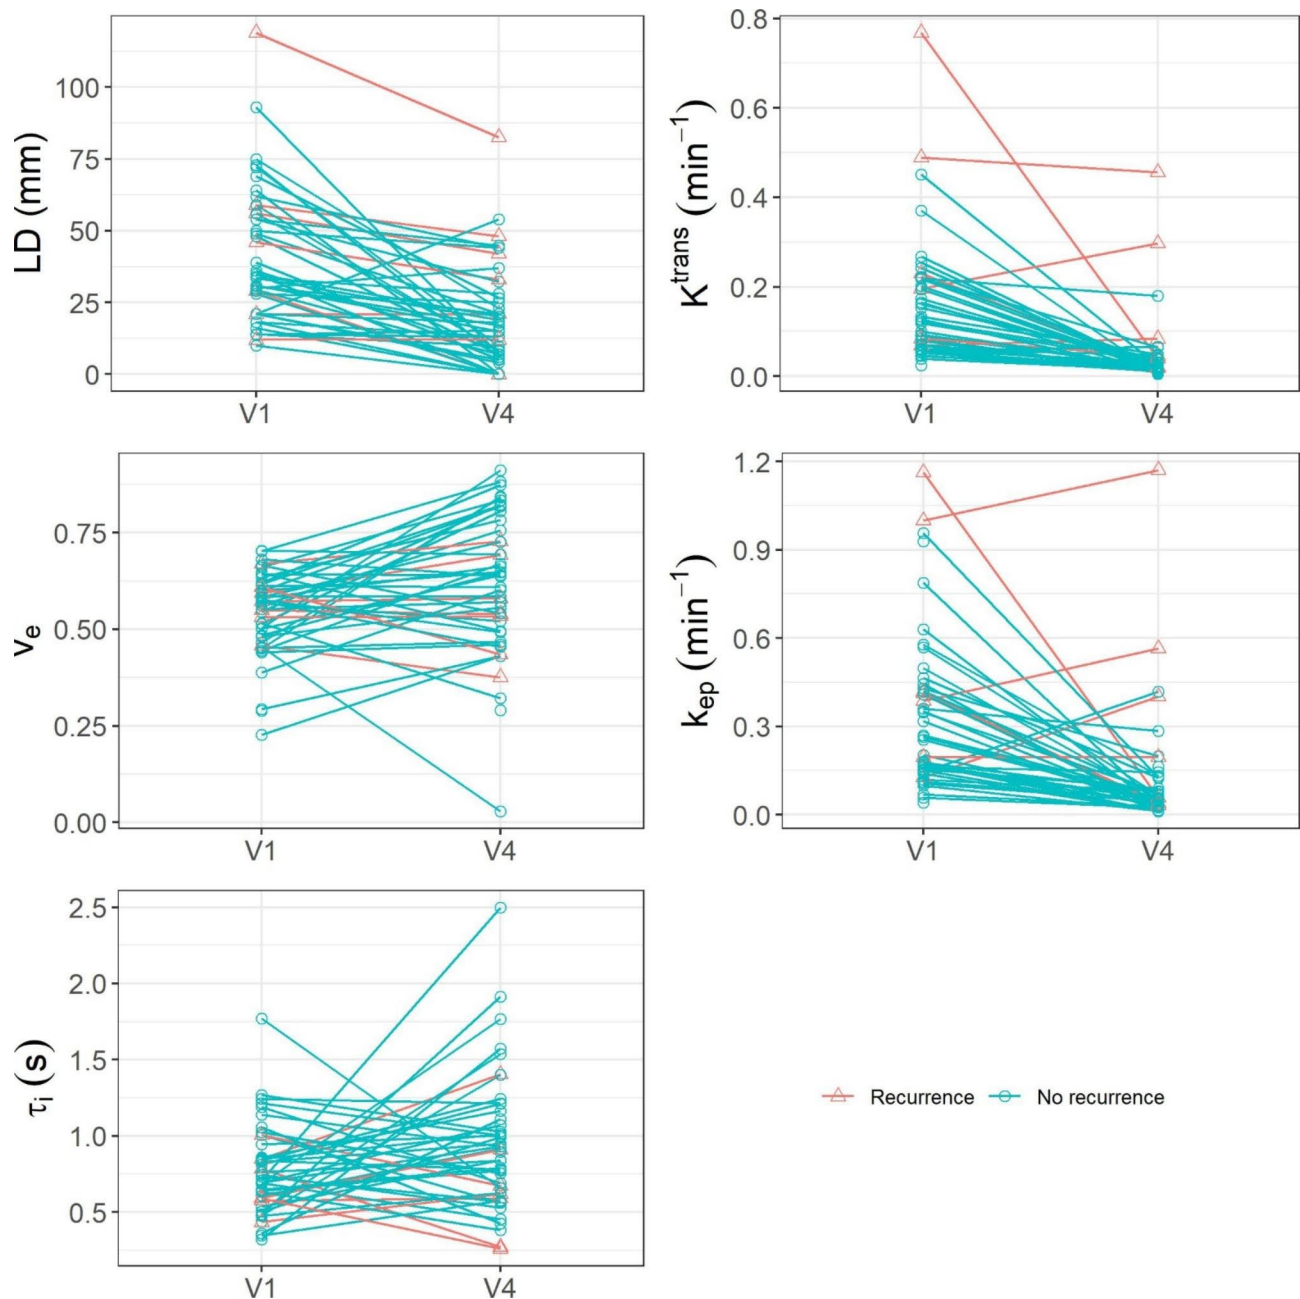 LD (mm)
100
75
50
25
0
V1 V4
K^trans (min⁻¹)
0.8
0.6
0.4
0.2
0.0
V1 V4
v_e
0.75
0.50
0.25
0.00
V1 V4
k_ep (min⁻¹)
1.2
0.9
0.6
0.3
0.0
V1 V4
τ_i (s)
2.5
2.0
1.5
1.0
0.5
V1 V4
Recurrence No recurrence